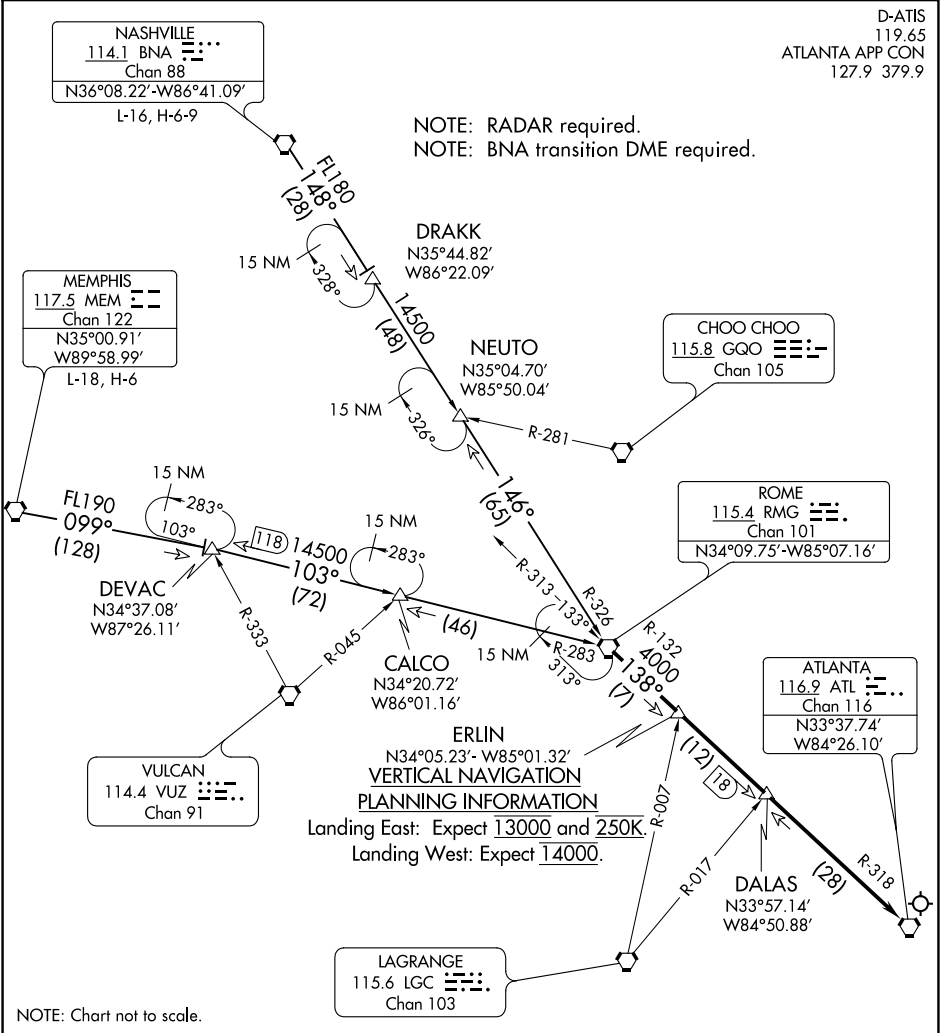 D-ATIS
119.65
ATLANTA APP CON
127.9 379.9
NASHVILLE
114.1 BNA
Chan 88
N36°08.22'-W86°41.09'
L-16, H-6-9
NOTE: RADAR required.
NOTE: BNA transition DME required.
FL180
148°
(28)
DRAKK
N35°44.82'
W86°22.09'
15 NM
328°
14500
(48)
MEMPHIS
117.5 MEM
Chan 122
N35°00.91'
W89°58.99'
L-18, H-6
NEUTO
N35°04.70'
W85°50.04'
CHOO CHOO
115.8 GQO
Chan 105
15 NM
326°
R-281
146°
(65)
ROME
115.4 RMG
Chan 101
N34°09.75'-W85°07.16'
FL190
099°
(128)
15 NM
283°
103°
118
14500
103°
(72)
15 NM
283°
DEVAC
N34°37.08'
W87°26.11'
R-333
R-045
(46)
CALCO
N34°20.72'
W86°01.16'
R-313
133°
R-326
15 NM
R-283
313°
R-132
4000
138°
(7)
ATLANTA
116.9 ATL
Chan 116
N33°37.74'
W84°26.10'
VULCAN
114.4 VUZ
Chan 91
ERLIN
N34°05.23'- W85°01.32'
VERTICAL NAVIGATION
PLANNING INFORMATION
Landing East: Expect 13000 and 250K.
Landing West: Expect 14000.
(12)
18
R-007
R-017
DALAS
N33°57.14'
W84°50.88'
(28)
R-318
LAGRANGE
115.6 LGC
Chan 103
NOTE: Chart not to scale.